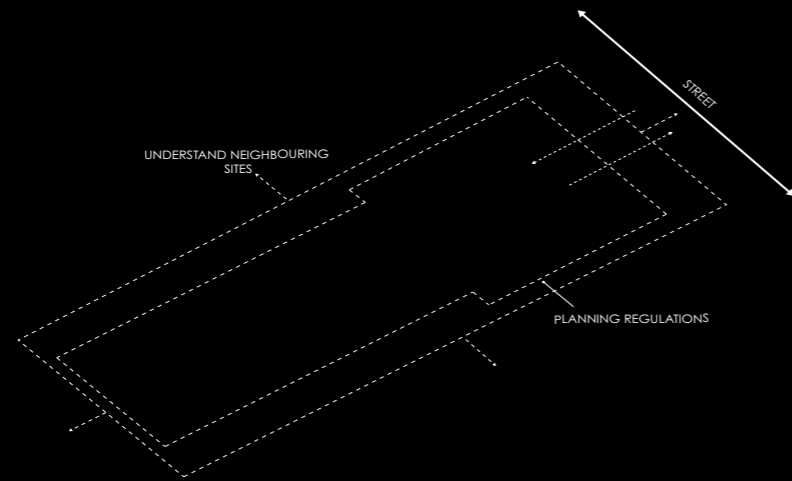 STREET
UNDERSTAND NEIGHBOURING
SITES
PLANNING REGULATIONS